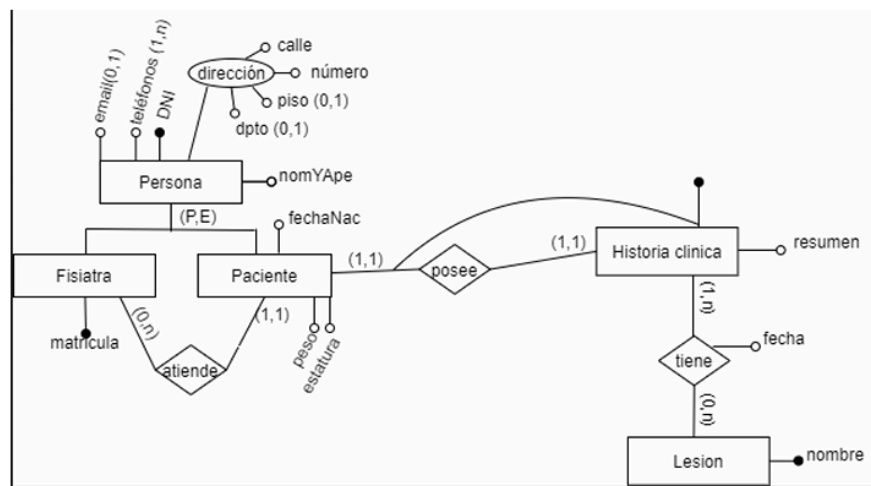 calle
dirección
número
piso (0,1)
dpto (0,1)
email(0,1)
teléfonos (1,n)
DNI
Persona
nomYApe
(P,E)
fechaNac
Fisiatra
Paciente
(1,1)
posee
(1,1)
Historia clinica
resumen
matricula
(0,n)
(1,1)
peso
estatura
atiende
(1,n)
fecha
tiene
(0,n)
Lesion
nombre